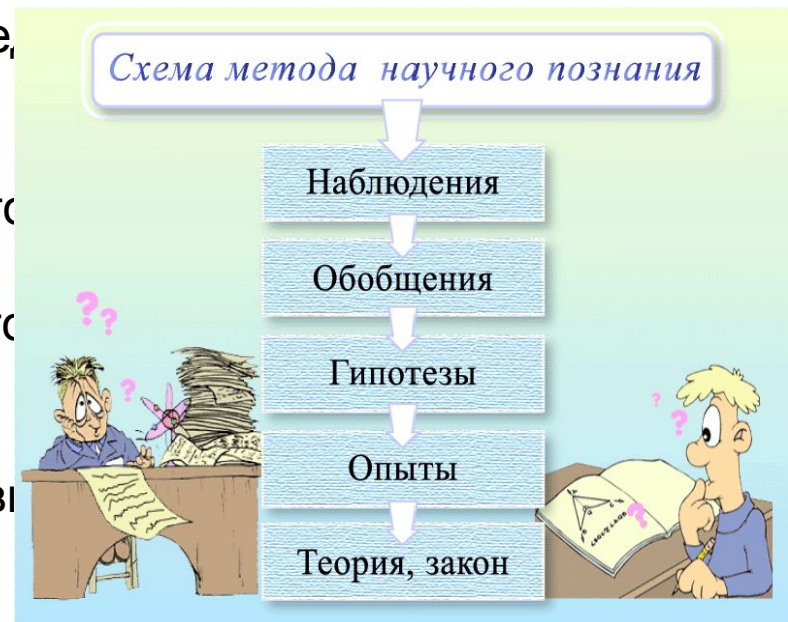 Схема метода научного познания
Наблюдения
Обобщения
Гипотезы
Опыты
Теория, закон